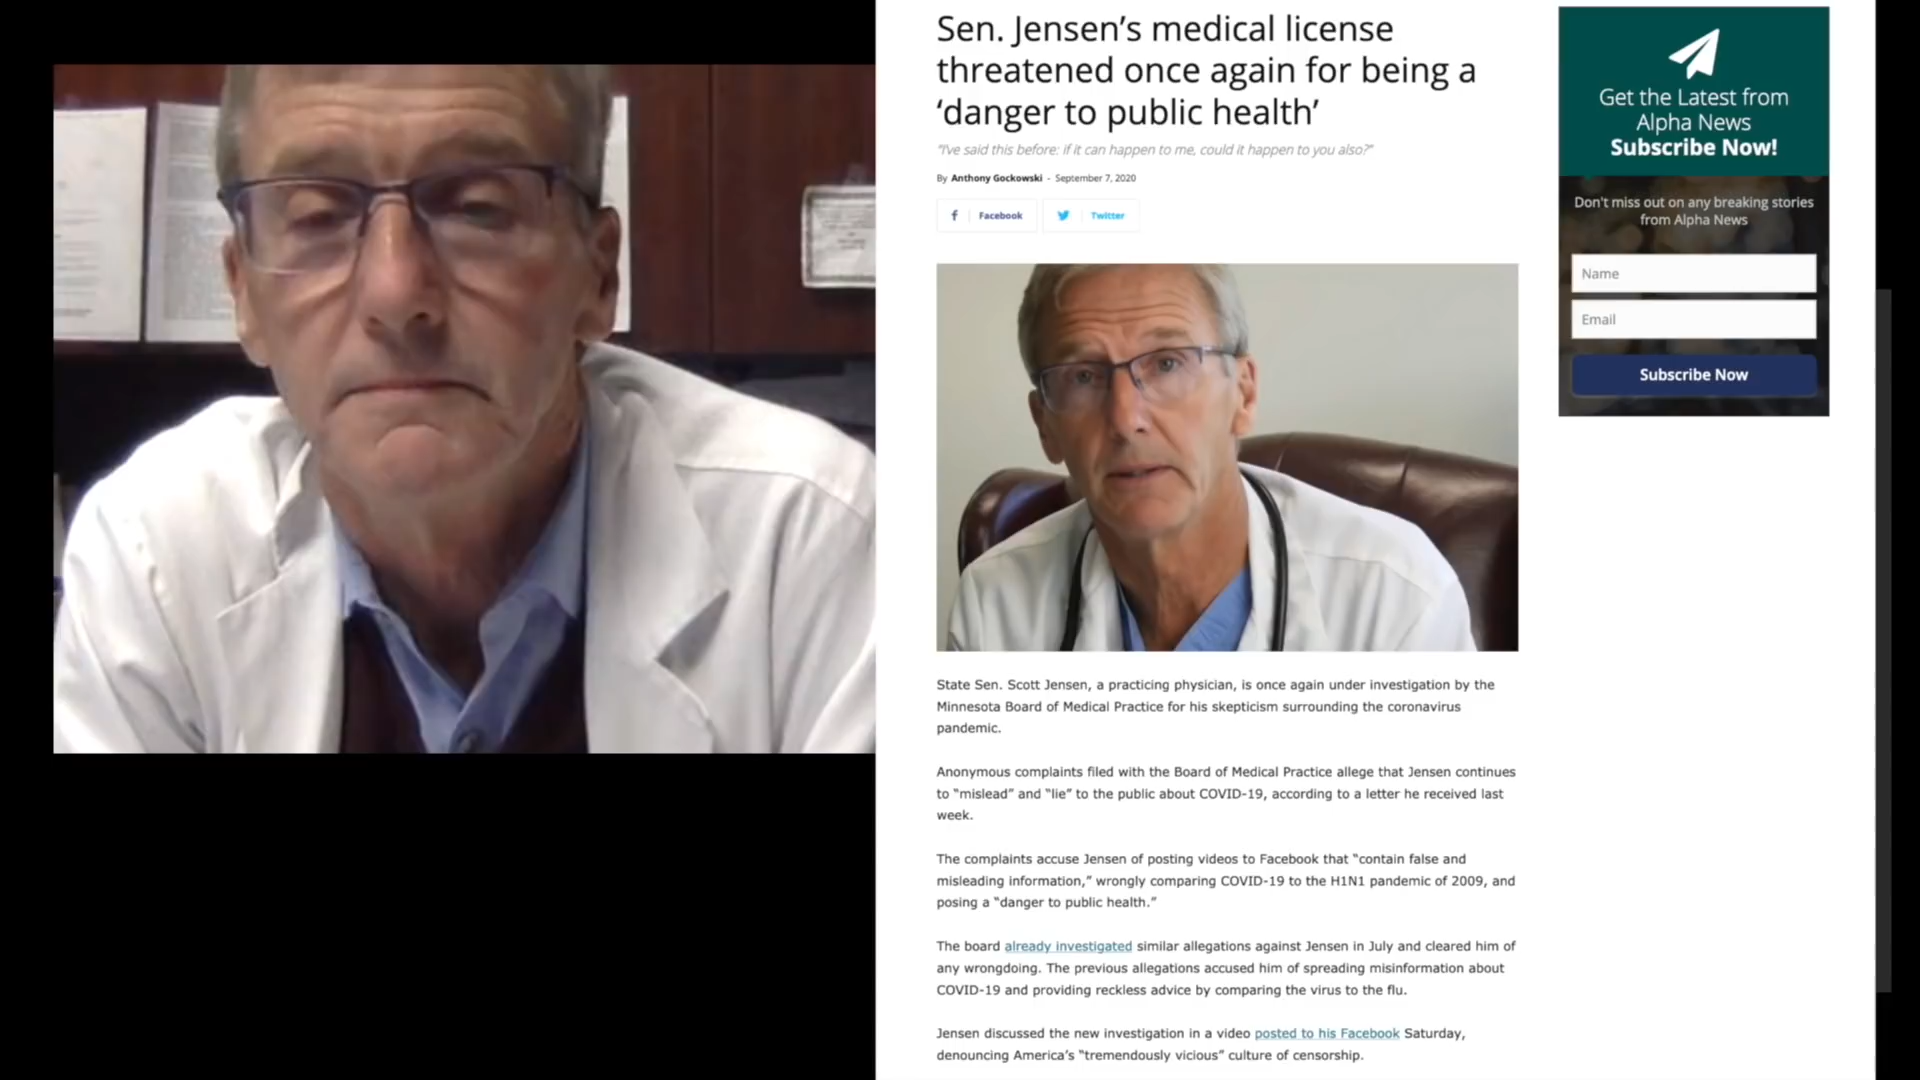 Sen. Jensen’s medical license
threatened once again for being a
‘danger to public health’
“I’ve said this before: if it can happen to me, could it happen to you also?”
By Anthony Gockowski - September 7, 2020
Facebook
Twitter
State Sen. Scott Jensen, a practicing physician, is once again under investigation by the
Minnesota Board of Medical Practice for his skepticism surrounding the coronavirus
pandemic.
Anonymous complaints filed with the Board of Medical Practice allege that Jensen continues
to “mislead” and “lie” to the public about COVID-19, according to a letter he received last
week.
The complaints accuse Jensen of posting videos to Facebook that “contain false and
misleading information,” wrongly comparing COVID-19 to the H1N1 pandemic of 2009, and
posing a “danger to public health.”
The board already investigated similar allegations against Jensen in July and cleared him of
any wrongdoing. The previous allegations accused him of spreading misinformation about
COVID-19 and providing reckless advice by comparing the virus to the flu.
Jensen discussed the new investigation in a video posted to his Facebook Saturday,
denouncing America’s “tremendously vicious” culture of censorship.
Get the Latest from
Alpha News
Subscribe Now!
Don't miss out on any breaking stories
from Alpha News
Name
Email
Subscribe Now